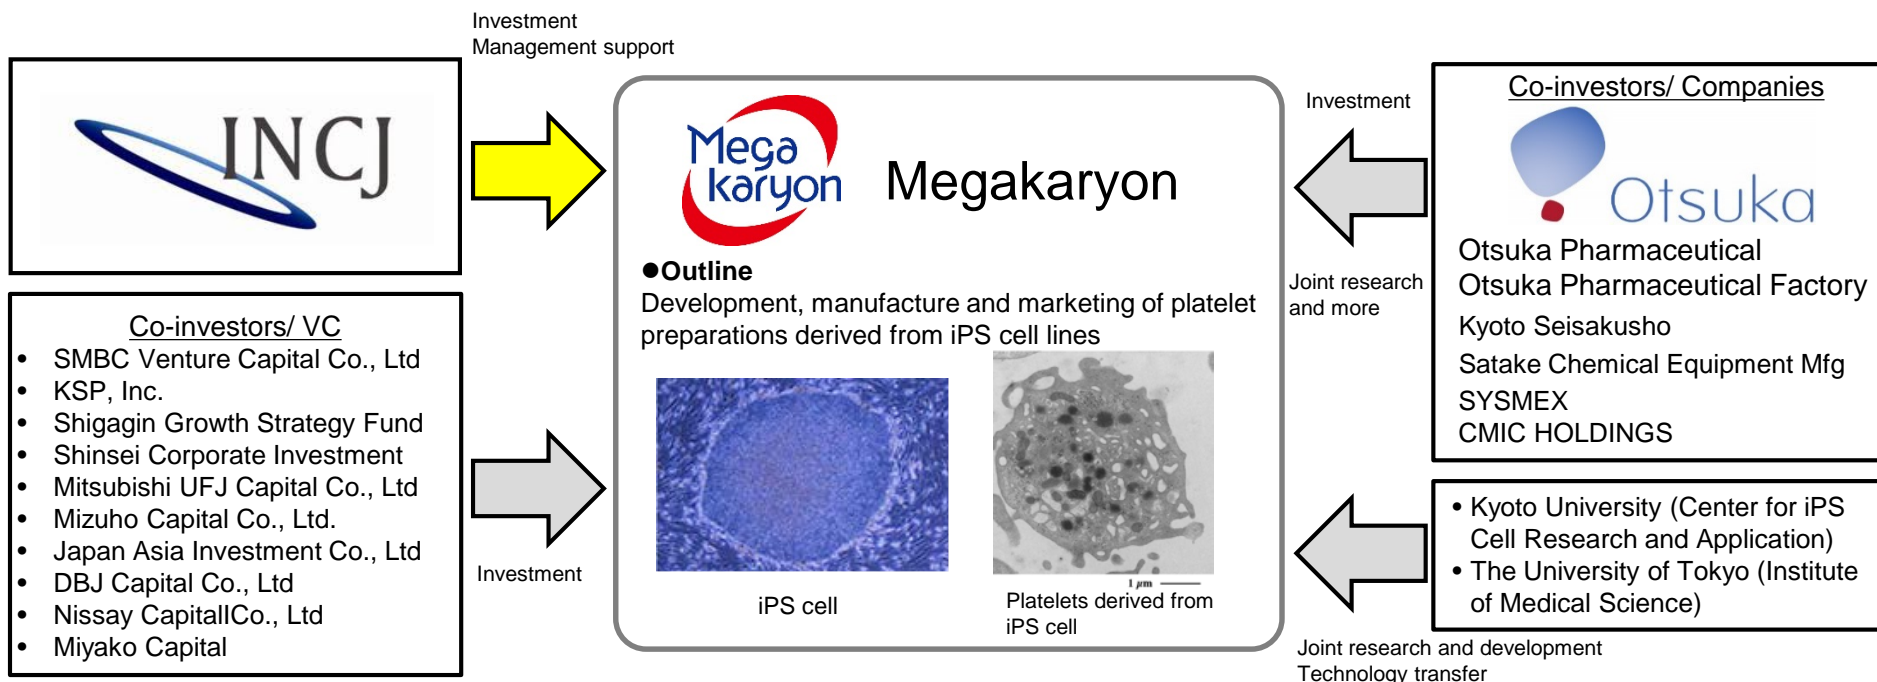 Investment
Management support
INCJ
Co-investors/ VC
• SMBC Venture Capital Co., Ltd
• KSP, Inc.
• Shigagin Growth Strategy Fund
• Shinsei Corporate Investment
• Mitsubishi UFJ Capital Co., Ltd
• Mizuho Capital Co., Ltd.
• Japan Asia Investment Co., Ltd
• DBJ Capital Co., Ltd
• Nissay CapitalICo., Ltd
• Miyako Capital
Investment
Mega
karyon
Megakaryon
●Outline
Development, manufacture and marketing of platelet
preparations derived from iPS cell lines
iPS cell
1 μm
Platelets derived from
iPS cell
Investment
Joint research
and more
Co-investors/ Companies
Otsuka
Otsuka Pharmaceutical
Otsuka Pharmaceutical Factory
Kyoto Seisakusho
Satake Chemical Equipment Mfg
SYSMEX
CMIC HOLDINGS
• Kyoto University (Center for iPS
Cell Research and Application)
• The University of Tokyo (Institute
of Medical Science)
Joint research and development
Technology transfer